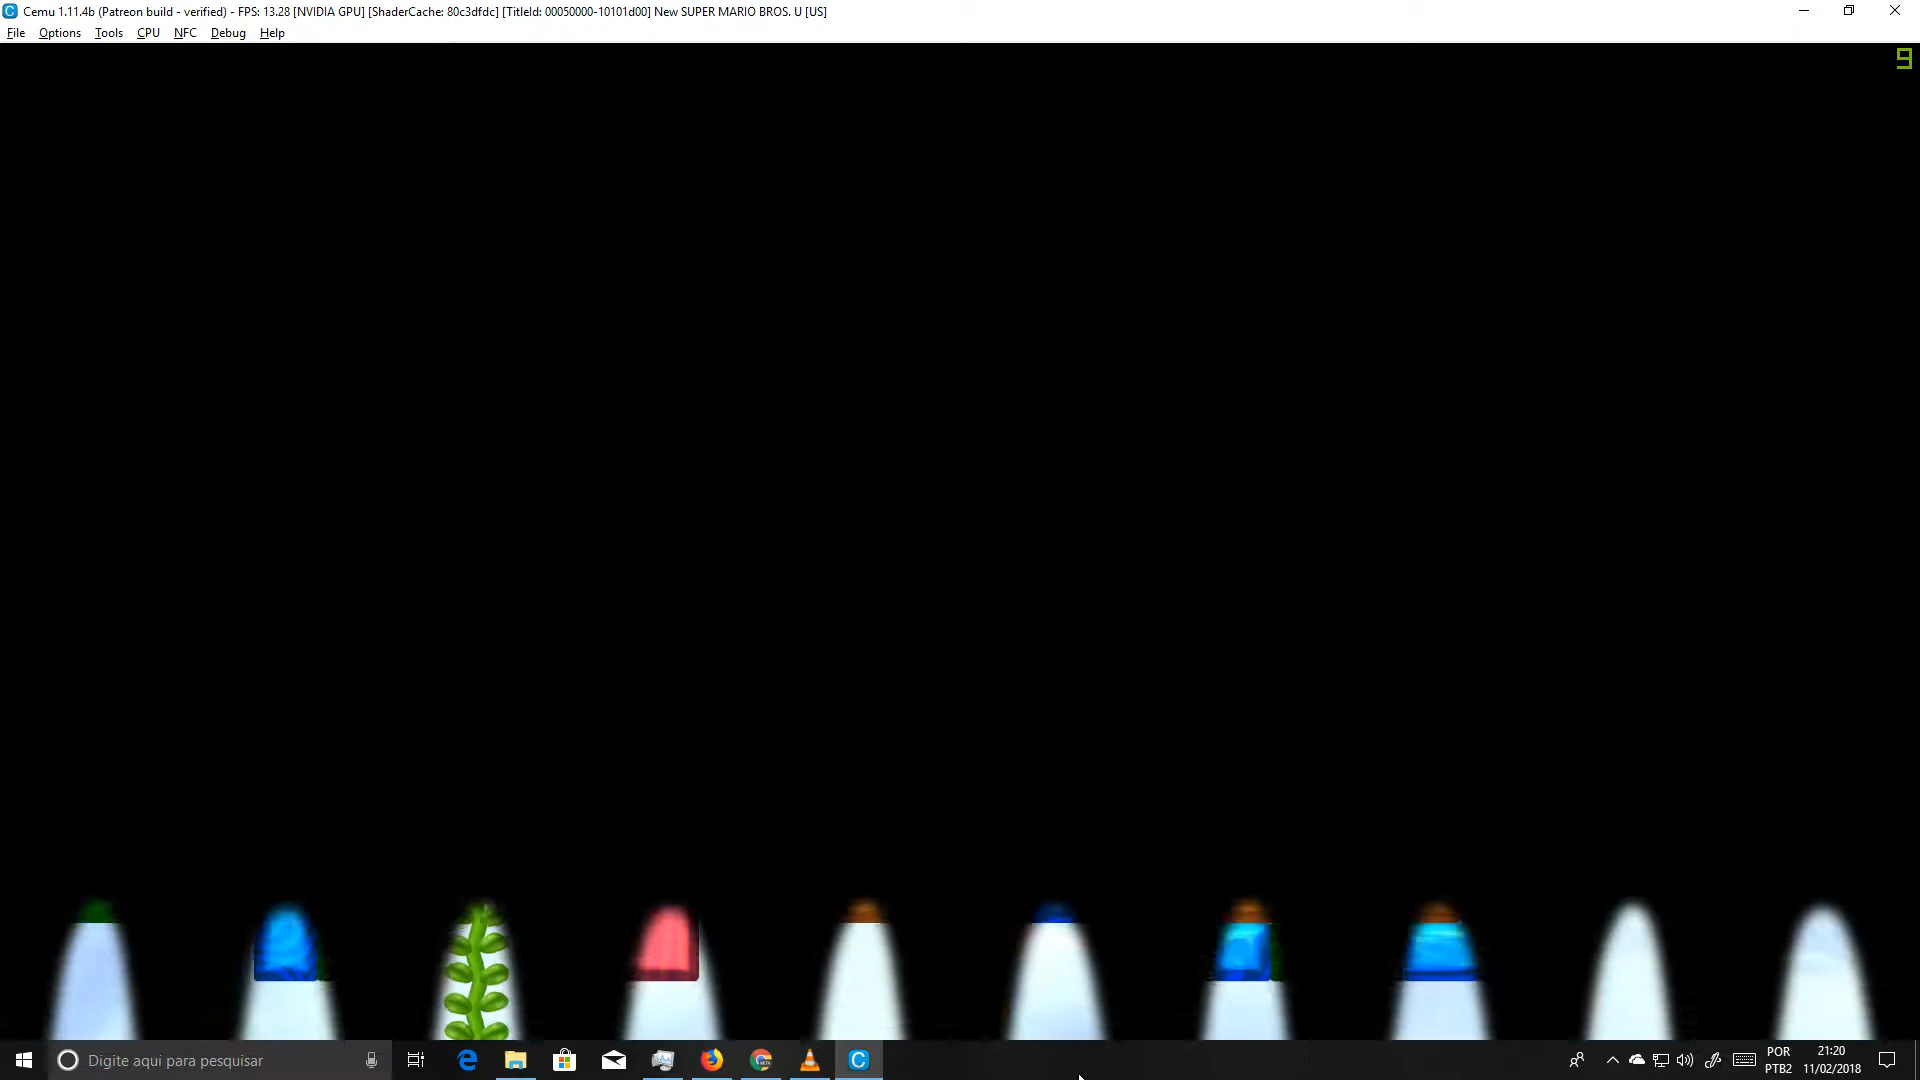 Cemu 1.11.4b (Patreon build - verified) - FPS: 13.28 [NVIDIA GPU] [ShaderCache: 80c3dfdc] [TitleId: 00050000-10101d00] New SUPER MARIO BROS. U [US]
File Options Tools CPU NFC Debug Help
9
Digite aqui para pesquisar
POR
PTB2
21:20
11/02/2018